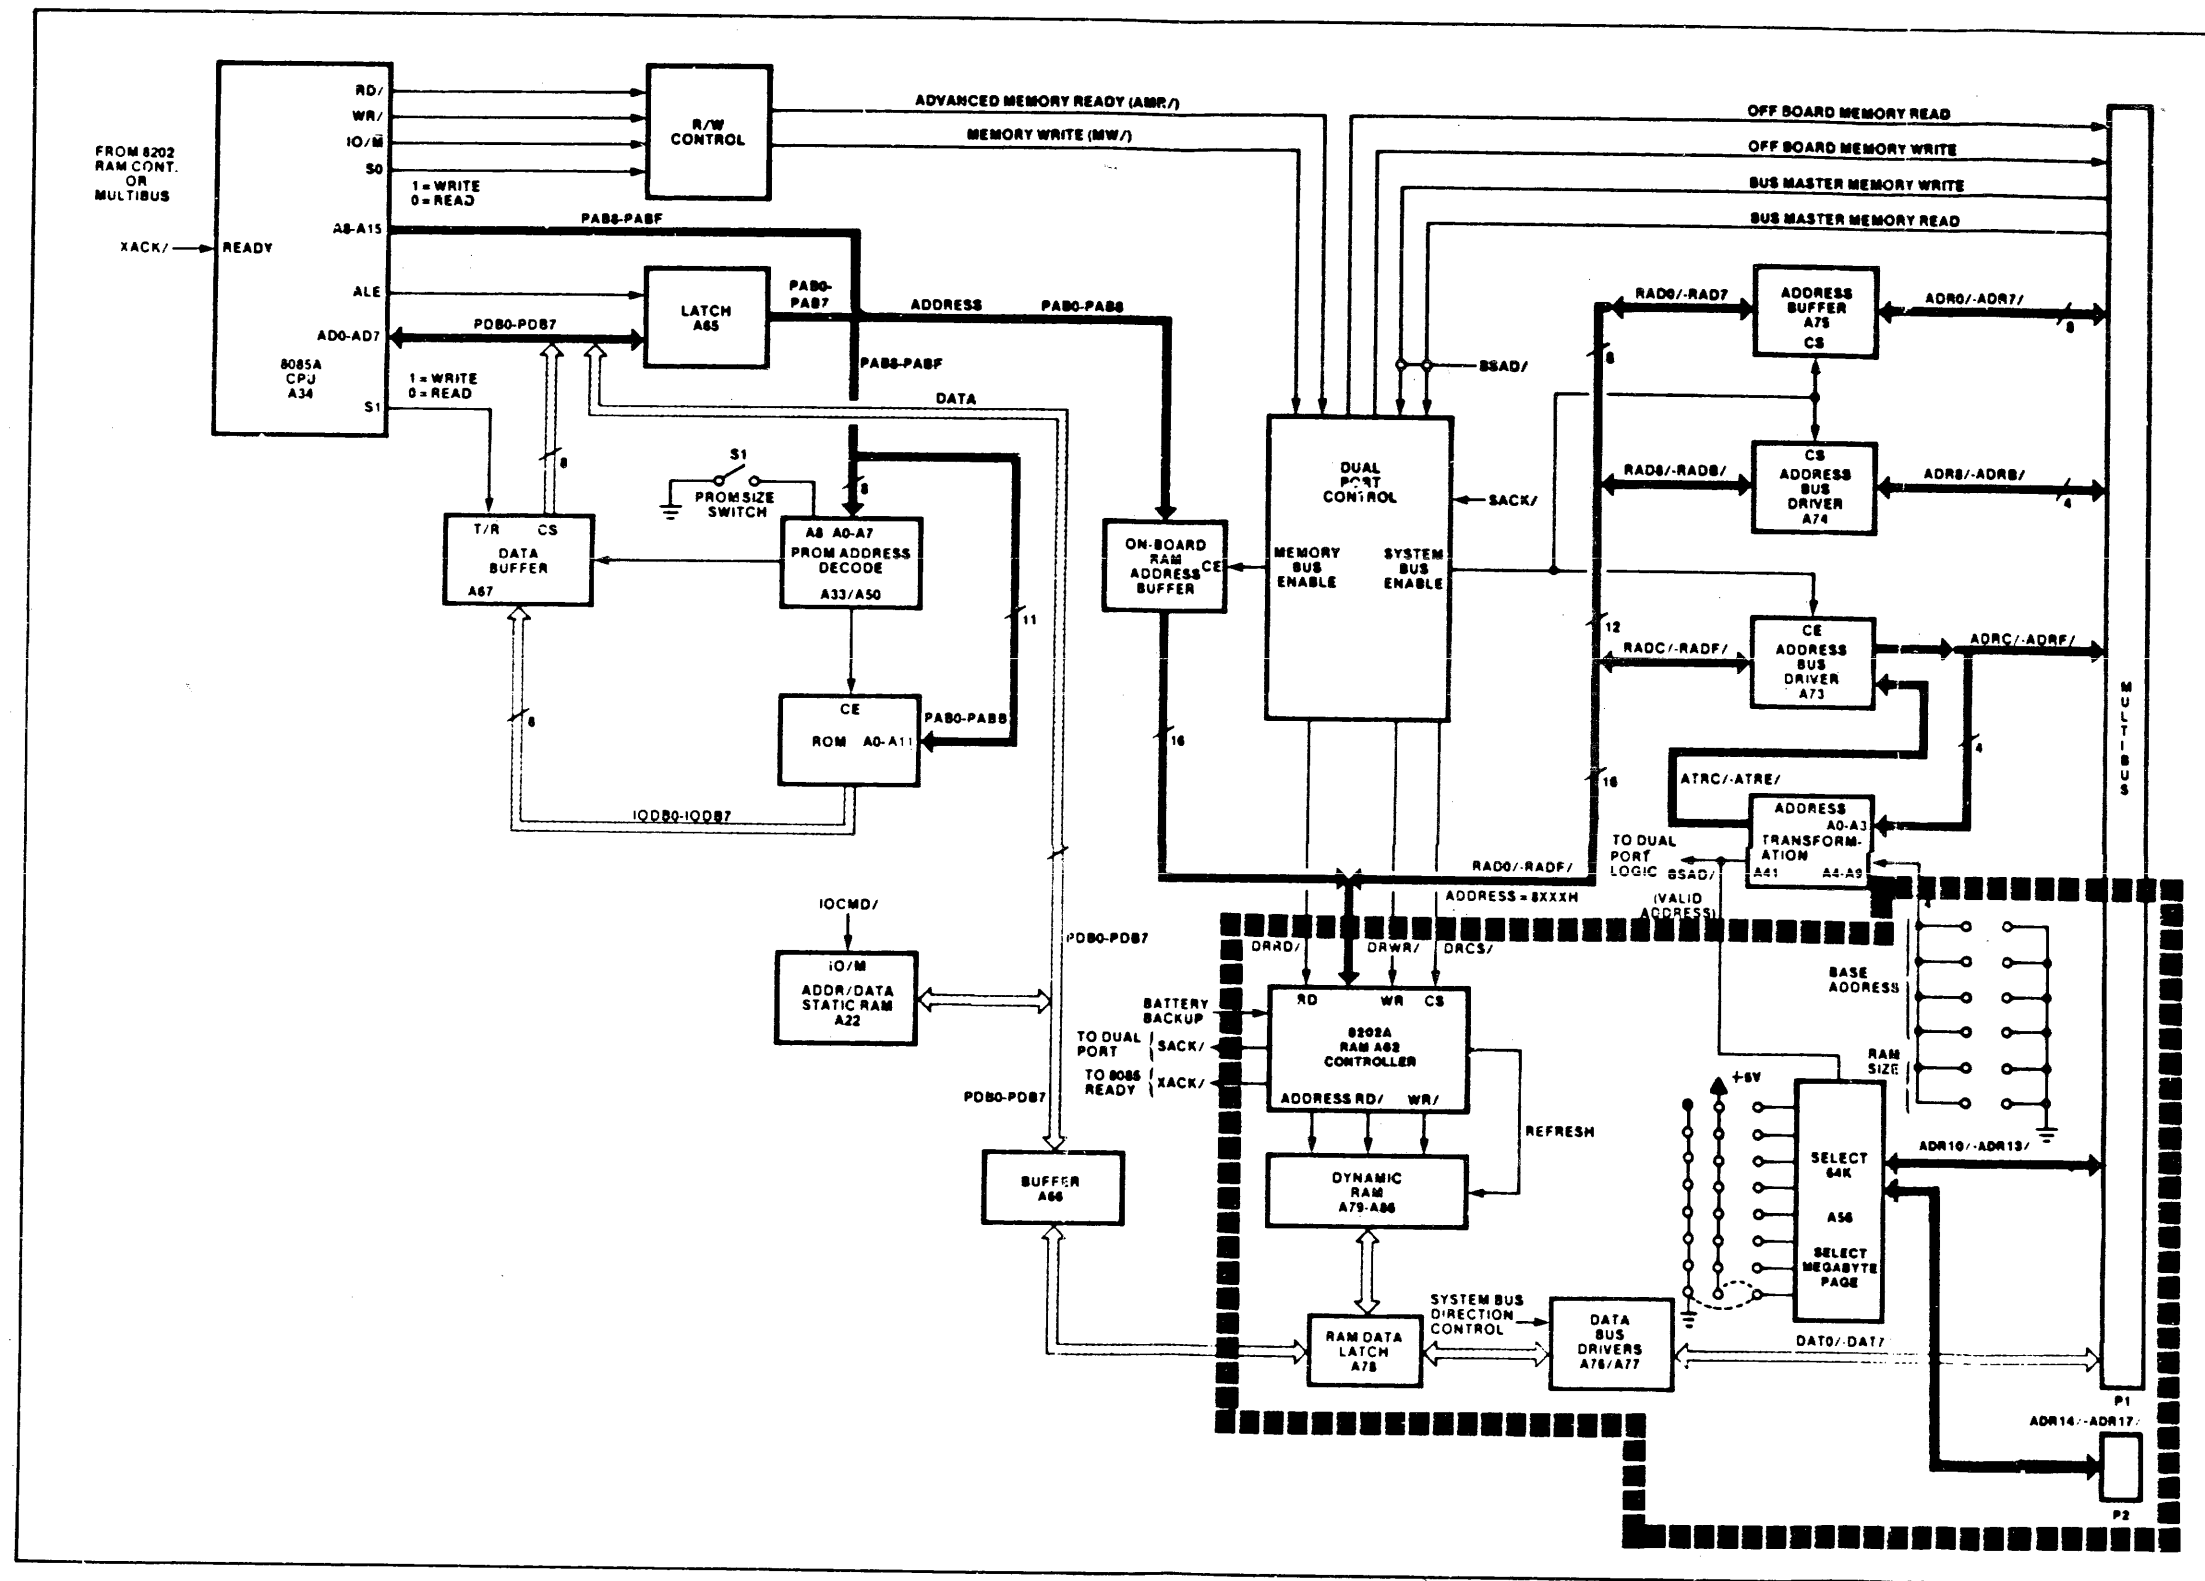 RD/
WR/
IO/M
S0
1 = WRITE
0 = READ
FROM 8202
RAM CONT.
OR
MULTIBUS
XACK/
READY
A8-A15
ALE
AD0-AD7
8085A
CPU
A34
S1
1 = WRITE
0 = READ
R/W
CONTROL
ADVANCED MEMORY READY (AMR/)
MEMORY WRITE (MW/)
PAB8-PABF
LATCH
A65
PAB0-
PAB7
ADDRESS
PAB0-PAB8
PDB0-PDB7
PAB8-PABF
DATA
8
S1
PROM SIZE
SWITCH
8
T/R CS
DATA
BUFFER
A67
A8 A0-A7
PROM ADDRESS
DECODE
A33/A50
11
CE
ROM A0-A11
PAB0-PABB
8
IODB0-IODB7
IOCMD/
IO/M
ADDR/DATA
STATIC RAM
A22
PDB0-PDB7
PDB0-PDB7
BUFFER
A66
ON-BOARD
RAM
ADDRESS
BUFFER
CE
16
DUAL
PORT
CONTROL
MEMORY
BUS
ENABLE
SYSTEM
BUS
ENABLE
BSAD/
SACK/
OFF BOARD MEMORY READ
OFF BOARD MEMORY WRITE
BUS MASTER MEMORY WRITE
BUS MASTER MEMORY READ
RAD0/-RAD7
8
ADDRESS
BUFFER
A75
CS
ADR0/-ADR7/
8
RAD8/-RADB/
CS
ADDRESS
BUS
DRIVER
A74
ADR8/-ADRB/
4
12
RADC/-RADF/
CE
ADDRESS
BUS
DRIVER
A73
ADRC/-ADRF/
4
16
ATRC/-ATRE/
ADDRESS
A0-A3
TRANSFORM-
ATION
A41 A4-A9
TO DUAL
PORT
LOGIC
BSAD/
(VALID
ADDRESS)
RAD0/-RADF/
ADDRESS = 8XXXH
MULTIBUS
DRRD/
DRWR/
DRCS/
RD WR CS
8202A
RAM A62
CONTROLLER
ADDRESS RD/ WR/
BATTERY
BACKUP
TO DUAL
PORT
SACK/
TO 8085
READY
XACK/
REFRESH
DYNAMIC
RAM
A79-A86
RAM DATA
LATCH
A78
SYSTEM BUS
DIRECTION
CONTROL
DATA
BUS
DRIVERS
A76/A77
DAT0/-DAT7
BASE
ADDRESS
RAM
SIZE
+5V
SELECT
64K
A56
SELECT
MEGABYTE
PAGE
ADR10/-ADR13/
P1
ADR14/-ADR17/
P2